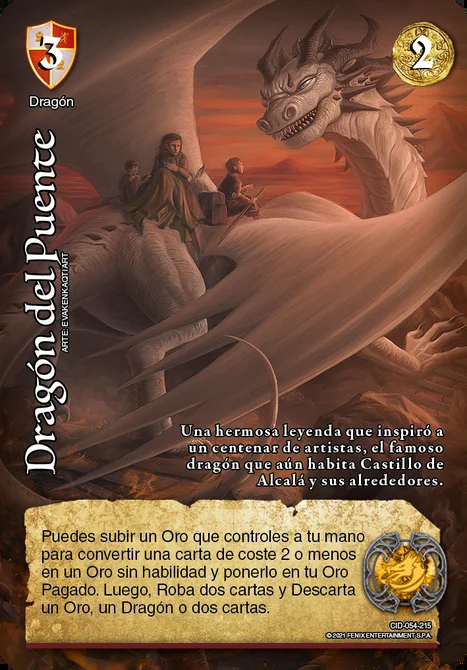 3
2
Dragón
Dragón del Puente
ARTE: EVAKENKAQTIART
Una hermosa leyenda que inspiró a
un centenar de artistas, el famoso
dragón que aún habita Castillo de
Alcalá y sus alrededores.
Puedes subir un Oro que controles a tu mano
para convertir una carta de coste 2 o menos
en un Oro sin habilidad y ponerlo en tu Oro
Pagado. Luego, Roba dos cartas y Descarta
un Oro, un Dragón o dos cartas.
CID-054-215
© 2021 FENIX ENTERTAINMENT S.P.A.